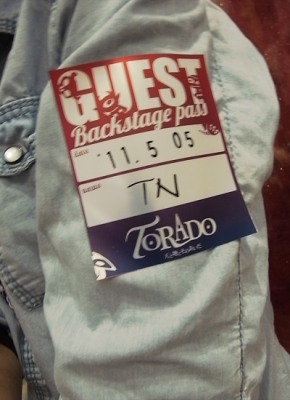 GUEST
Backstage pass
'11. 5 05
TN
TORADO